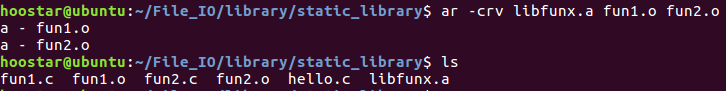 hoostar@ubuntu:~/File_IO/library/static_library$ ar -crv libfunx.a fun1.o fun2.o
a - fun1.o
a - fun2.o
hoostar@ubuntu:~/File_IO/library/static_library$ ls
fun1.c  fun1.o  fun2.c  fun2.o  hello.c  libfunx.a